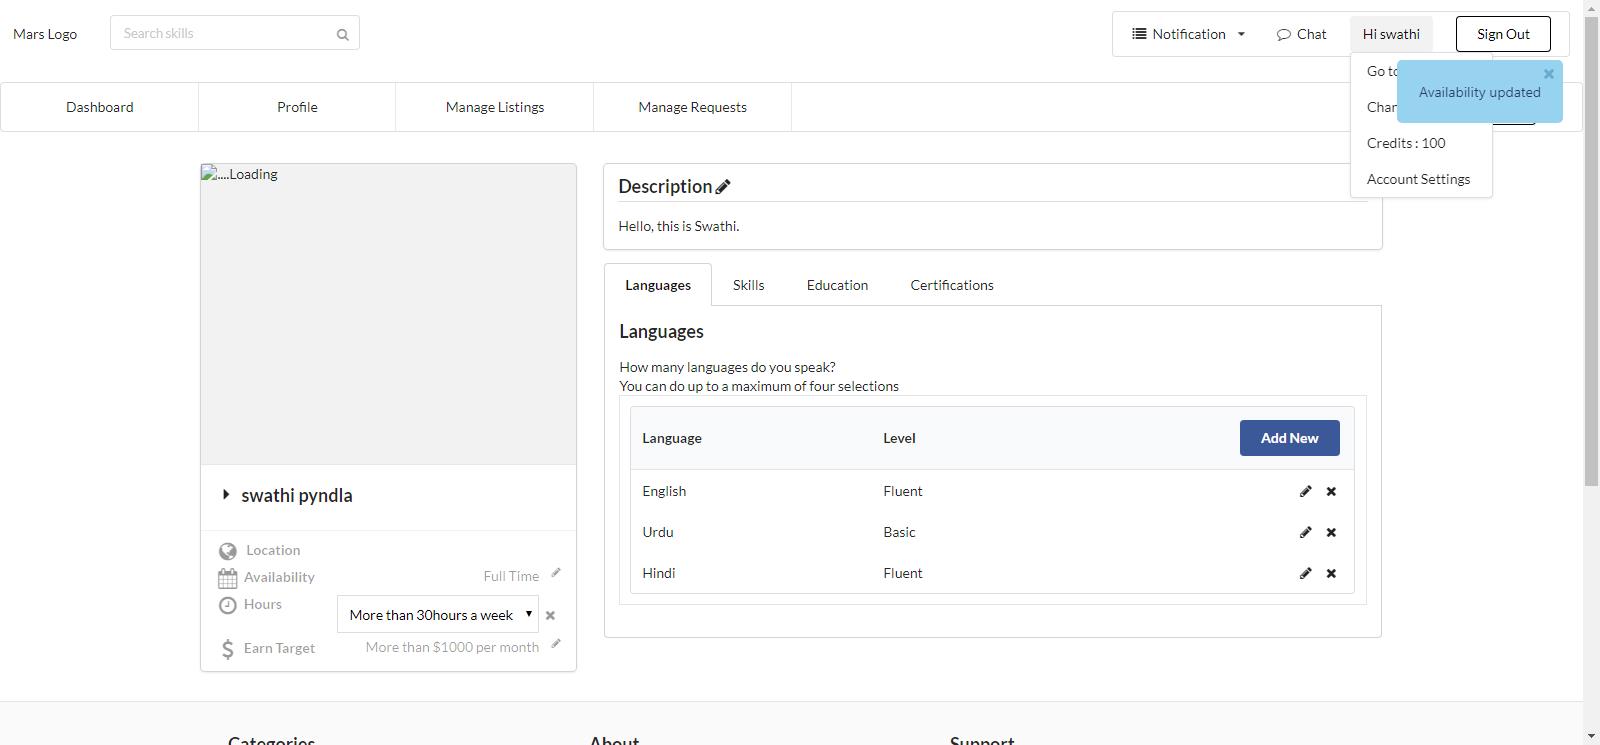 Mars Logo
Search skills
Notification
Chat
Hi swathi
Sign Out
Go to
Availability updated
Credits : 100
Account Settings
Dashboard
Profile
Manage Listings
Manage Requests
....Loading
swathi pyndla
Location
Availability
Full Time
Hours
More than 30hours a week
Earn Target
More than $1000 per month
Description
Hello, this is Swathi.
Languages
Skills
Education
Certifications
Languages
How many languages do you speak?
You can do up to a maximum of four selections
Language
Level
Add New
English
Fluent
Urdu
Basic
Hindi
Fluent
Categories
About
Support